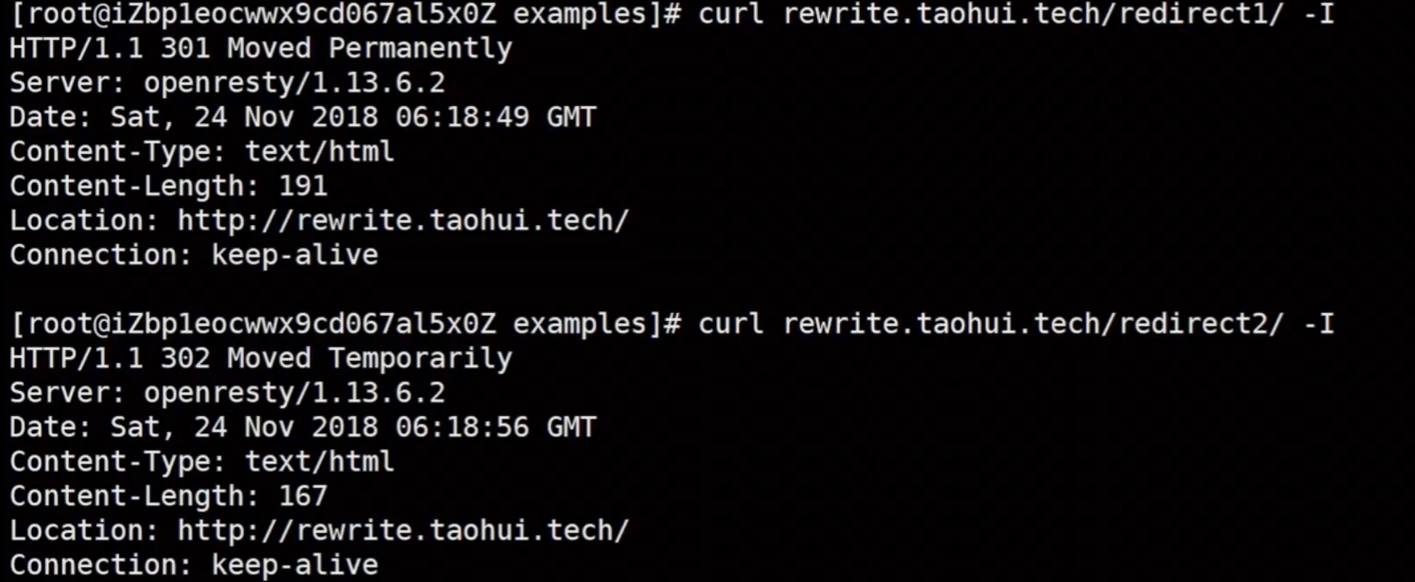 [root@iZbp1eocwwx9cd067al5x0Z examples]# curl rewrite.taohui.tech/redirect1/ -I
HTTP/1.1 301 Moved Permanently
Server: openresty/1.13.6.2
Date: Sat, 24 Nov 2018 06:18:49 GMT
Content-Type: text/html
Content-Length: 191
Location: http://rewrite.taohui.tech/
Connection: keep-alive
[root@iZbp1eocwwx9cd067al5x0Z examples]# curl rewrite.taohui.tech/redirect2/ -I
HTTP/1.1 302 Moved Temporarily
Server: openresty/1.13.6.2
Date: Sat, 24 Nov 2018 06:18:56 GMT
Content-Type: text/html
Content-Length: 167
Location: http://rewrite.taohui.tech/
Connection: keep-alive